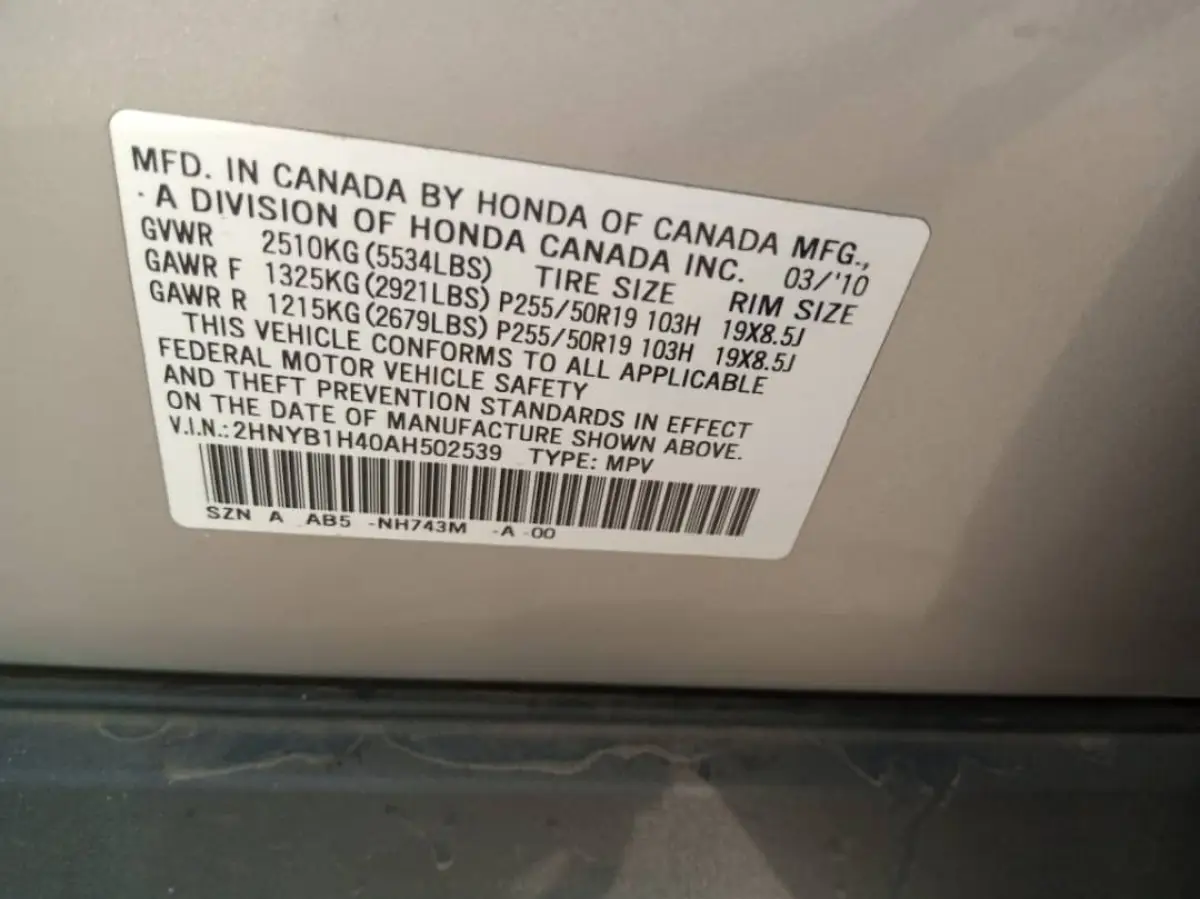 MFD. IN CANADA BY HONDA OF CANADA MFG.,
· A DIVISION OF HONDA CANADA INC. 03/'10
GVWR 2510KG (5534LBS) TIRE SIZE RIM SIZE
GAWR F 1325KG (2921LBS) P255/50R19 103H 19X8.5J
GAWR R 1215KG (2679LBS) P255/50R19 103H 19X8.5J
THIS VEHICLE CONFORMS TO ALL APPLICABLE
FEDERAL MOTOR VEHICLE SAFETY
AND THEFT PREVENTION STANDARDS IN EFFECT
ON THE DATE OF MANUFACTURE SHOWN ABOVE.
V.I.N.: 2HNYB1H40AH502539 TYPE: MPV
SZN A AB5 -NH743M -A -00